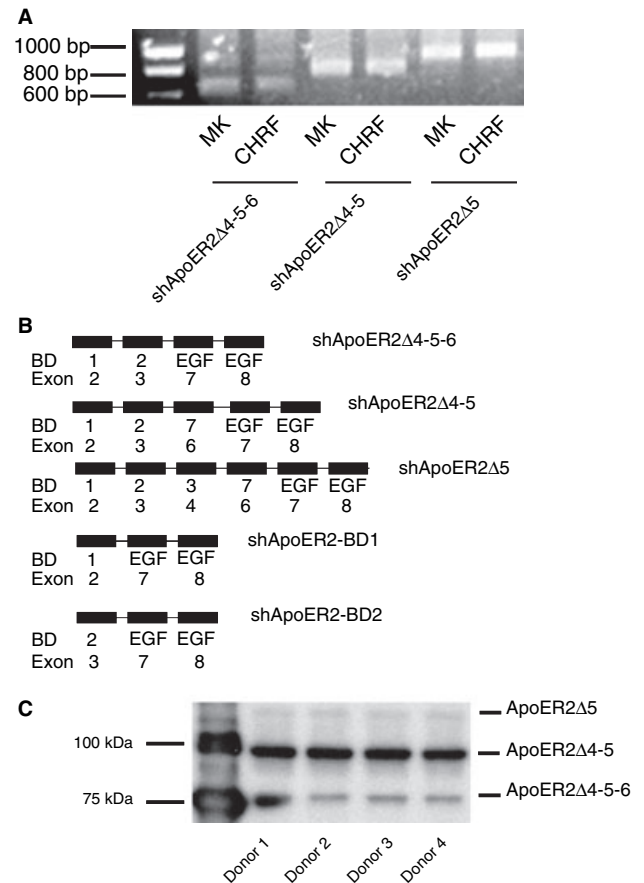 A
1000 bp
800 bp
600 bp
MK CHRF MK CHRF MK CHRF
shApoER2Δ4-5-6 shApoER2Δ4-5 shApoER2Δ5
B
shApoER2Δ4-5-6
BD 1 2 EGF EGF
Exon 2 3 7 8
shApoER2Δ4-5
BD 1 2 7 EGF EGF
Exon 2 3 6 7 8
shApoER2Δ5
BD 1 2 3 7 EGF EGF
Exon 2 3 4 6 7 8
shApoER2-BD1
BD 1 EGF EGF
Exon 2 7 8
shApoER2-BD2
BD 2 EGF EGF
Exon 3 7 8
C
ApoER2Δ5
100 kDa
ApoER2Δ4-5
75 kDa
ApoER2Δ4-5-6
Donor 1 Donor 2 Donor 3 Donor 4